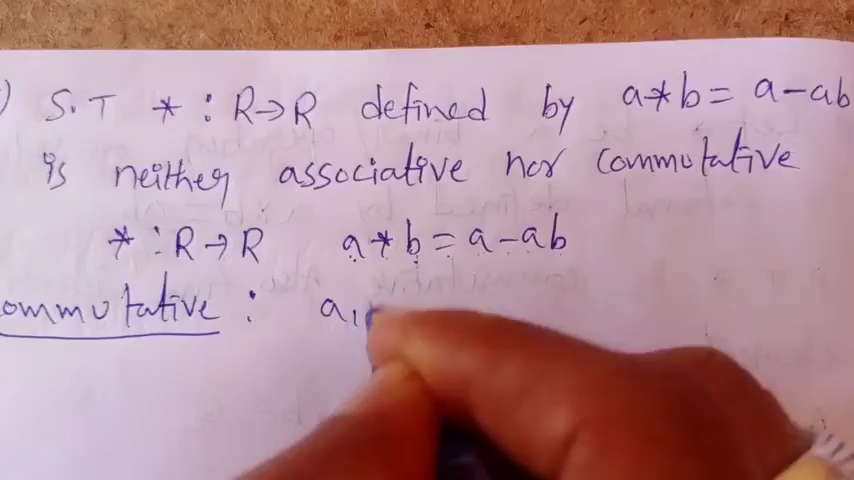 ) S.T * : R→R defined by a*b = a-ab
is neither associative nor commutative
* : R→R a*b = a-ab
ommutative : a,